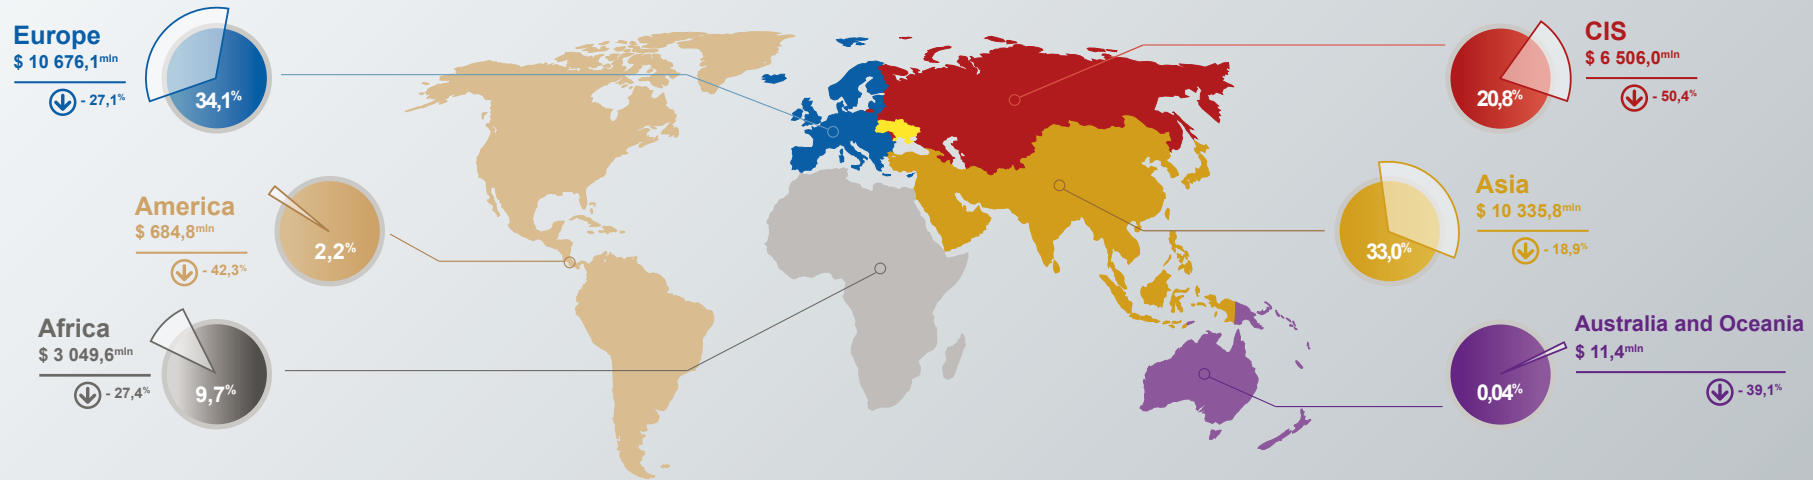 Europe
$ 10 676,1mln
- 27,1%
34,1%
America
$ 684,8mln
- 42,3%
2,2%
Africa
$ 3 049,6mln
- 27,4%
9,7%
CIS
$ 6 506,0mln
- 50,4%
20,8%
Asia
$ 10 335,8mln
- 18,9%
33,0%
Australia and Oceania
$ 11,4mln
- 39,1%
0,04%